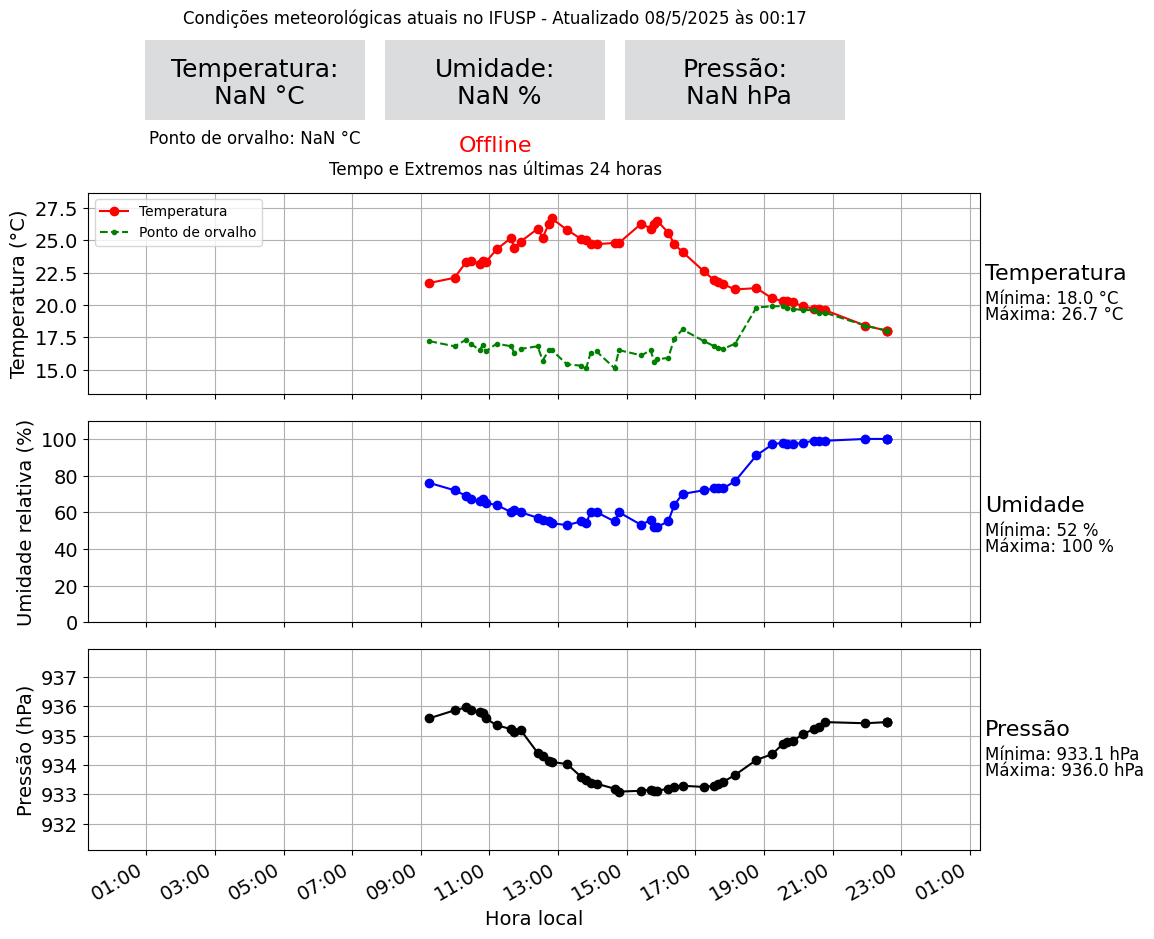 Condições meteorológicas atuais no IFUSP - Atualizado 08/5/2025 às 00:17
Temperatura:
NaN °C
Umidade:
NaN %
Pressão:
NaN hPa
Ponto de orvalho: NaN °C
Offline
Tempo e Extremos nas últimas 24 horas
Temperatura (°C)
27.5
25.0
22.5
20.0
17.5
15.0
Temperatura
Ponto de orvalho
Temperatura
Mínima: 18.0 °C
Máxima: 26.7 °C
Umidade relativa (%)
100
80
60
40
20
0
Umidade
Mínima: 52 %
Máxima: 100 %
Pressão (hPa)
937
936
935
934
933
932
Pressão
Mínima: 933.1 hPa
Máxima: 936.0 hPa
01:00 03:00 05:00 07:00 09:00 11:00 13:00 15:00 17:00 19:00 21:00 23:00 01:00
Hora local